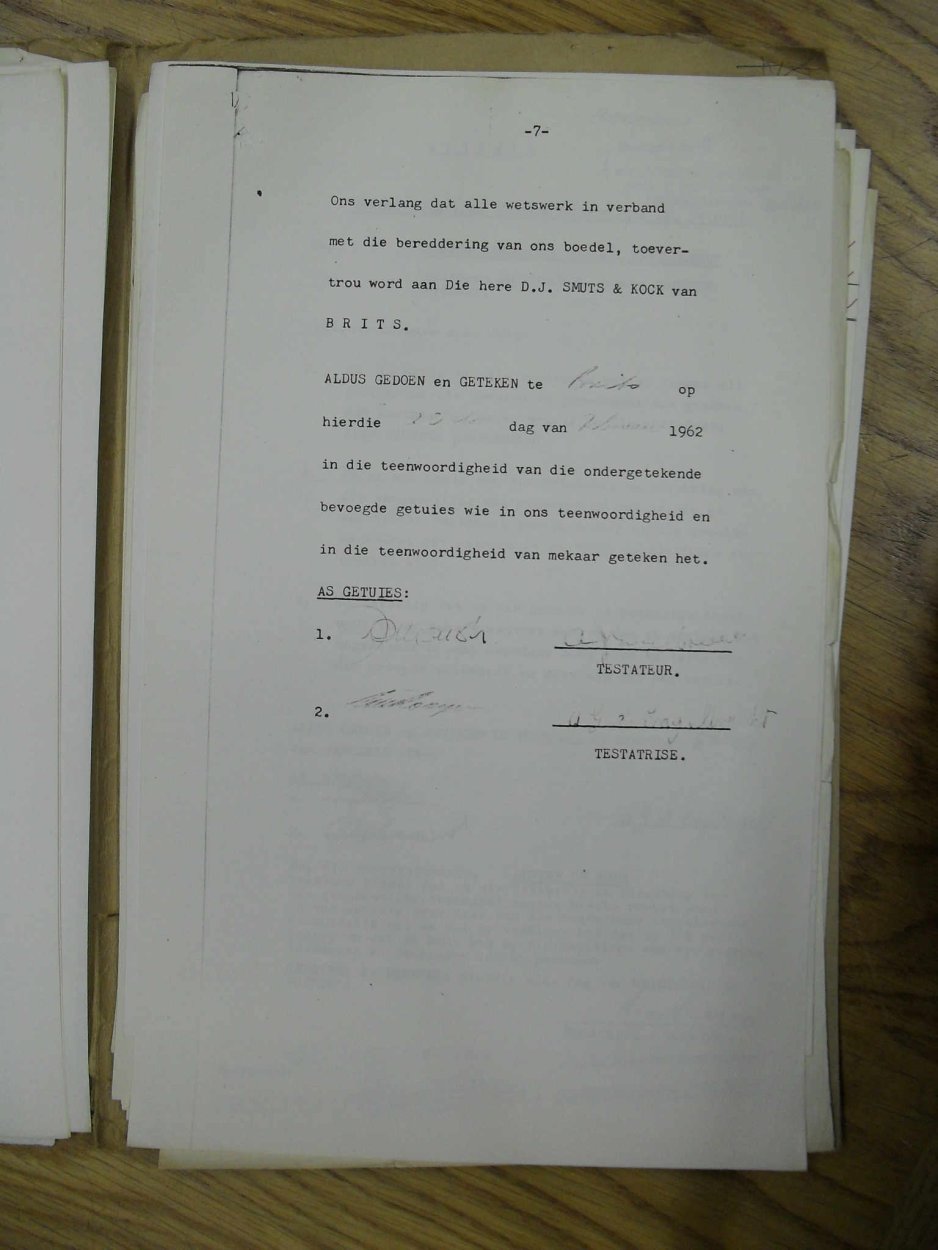 -7-
Ons verlang dat alle wetswerk in verband
met die bereddering van ons boedel, toever-
trou word aan Die here D.J. SMUTS & KOCK van
B R I T S.
ALDUS GEDOEN en GETEKEN te Brits op
hierdie dag van 1962
in die teenwoordigheid van die ondergetekende
bevoegde getuies wie in ons teenwoordigheid en
in die teenwoordigheid van mekaar geteken het.
AS GETUIES:
1.
TESTATEUR.
2.
TESTATRISE.